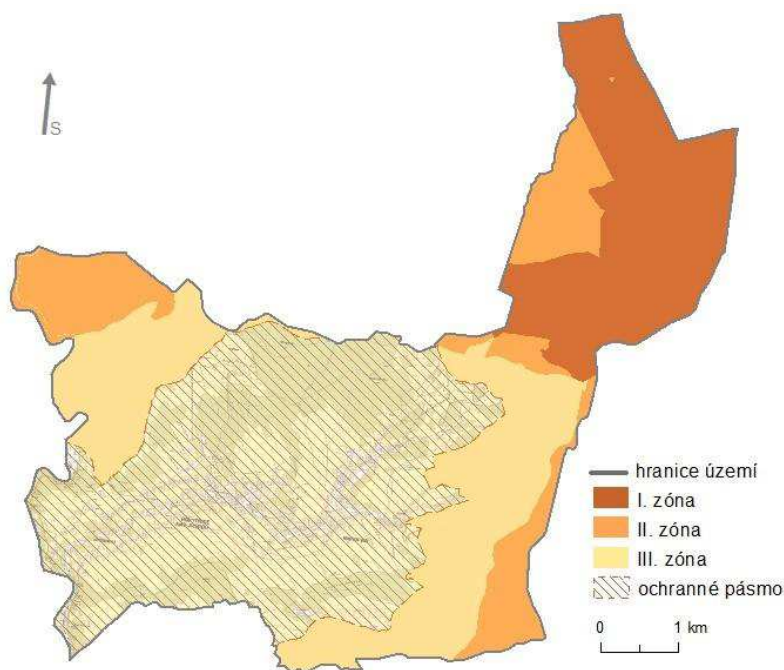 S
hranice území
I. zóna
II. zóna
III. zóna
ochranné pásmo
0 1 km